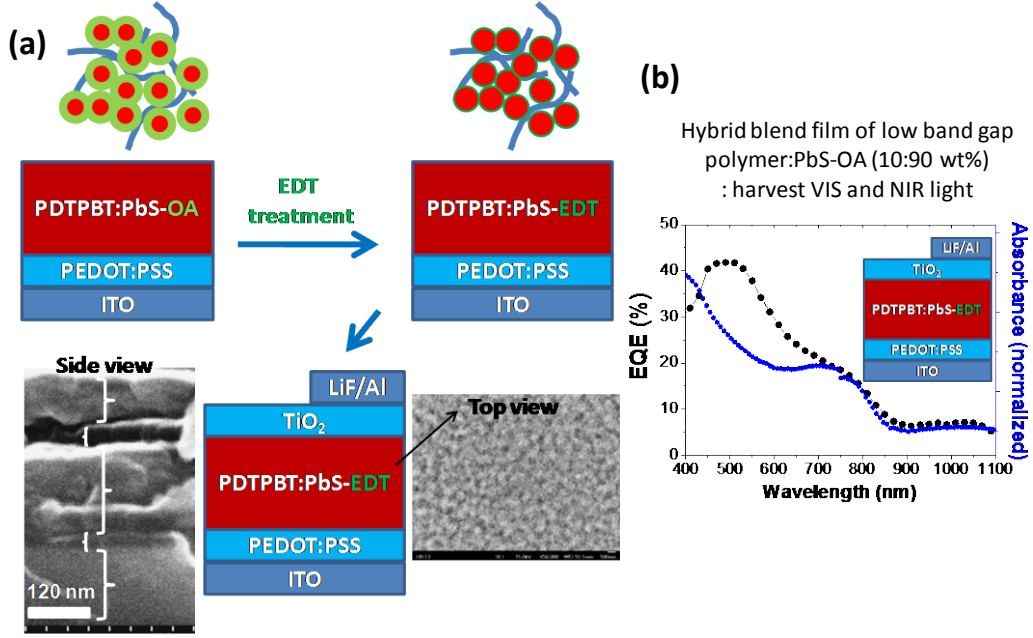 (a)
PDTPBT:PbS-OA
PEDOT:PSS
ITO
EDT
treatment
PDTPBT:PbS-EDT
PEDOT:PSS
ITO
Side view
120 nm
LiF/Al
TiO₂
PDTPBT:PbS-EDT
PEDOT:PSS
ITO
Top view
(b)
Hybrid blend film of low band gap
polymer:PbS-OA (10:90 wt%)
: harvest VIS and NIR light
50
40
30
20
10
0
EQE (%)
400 500 600 700 800 900 1000 1100
Wavelength (nm)
Absorbance (normalized)
LiF/Al
TiO₂
PDTPBT:PbS-EDT
PEDOT:PSS
ITO